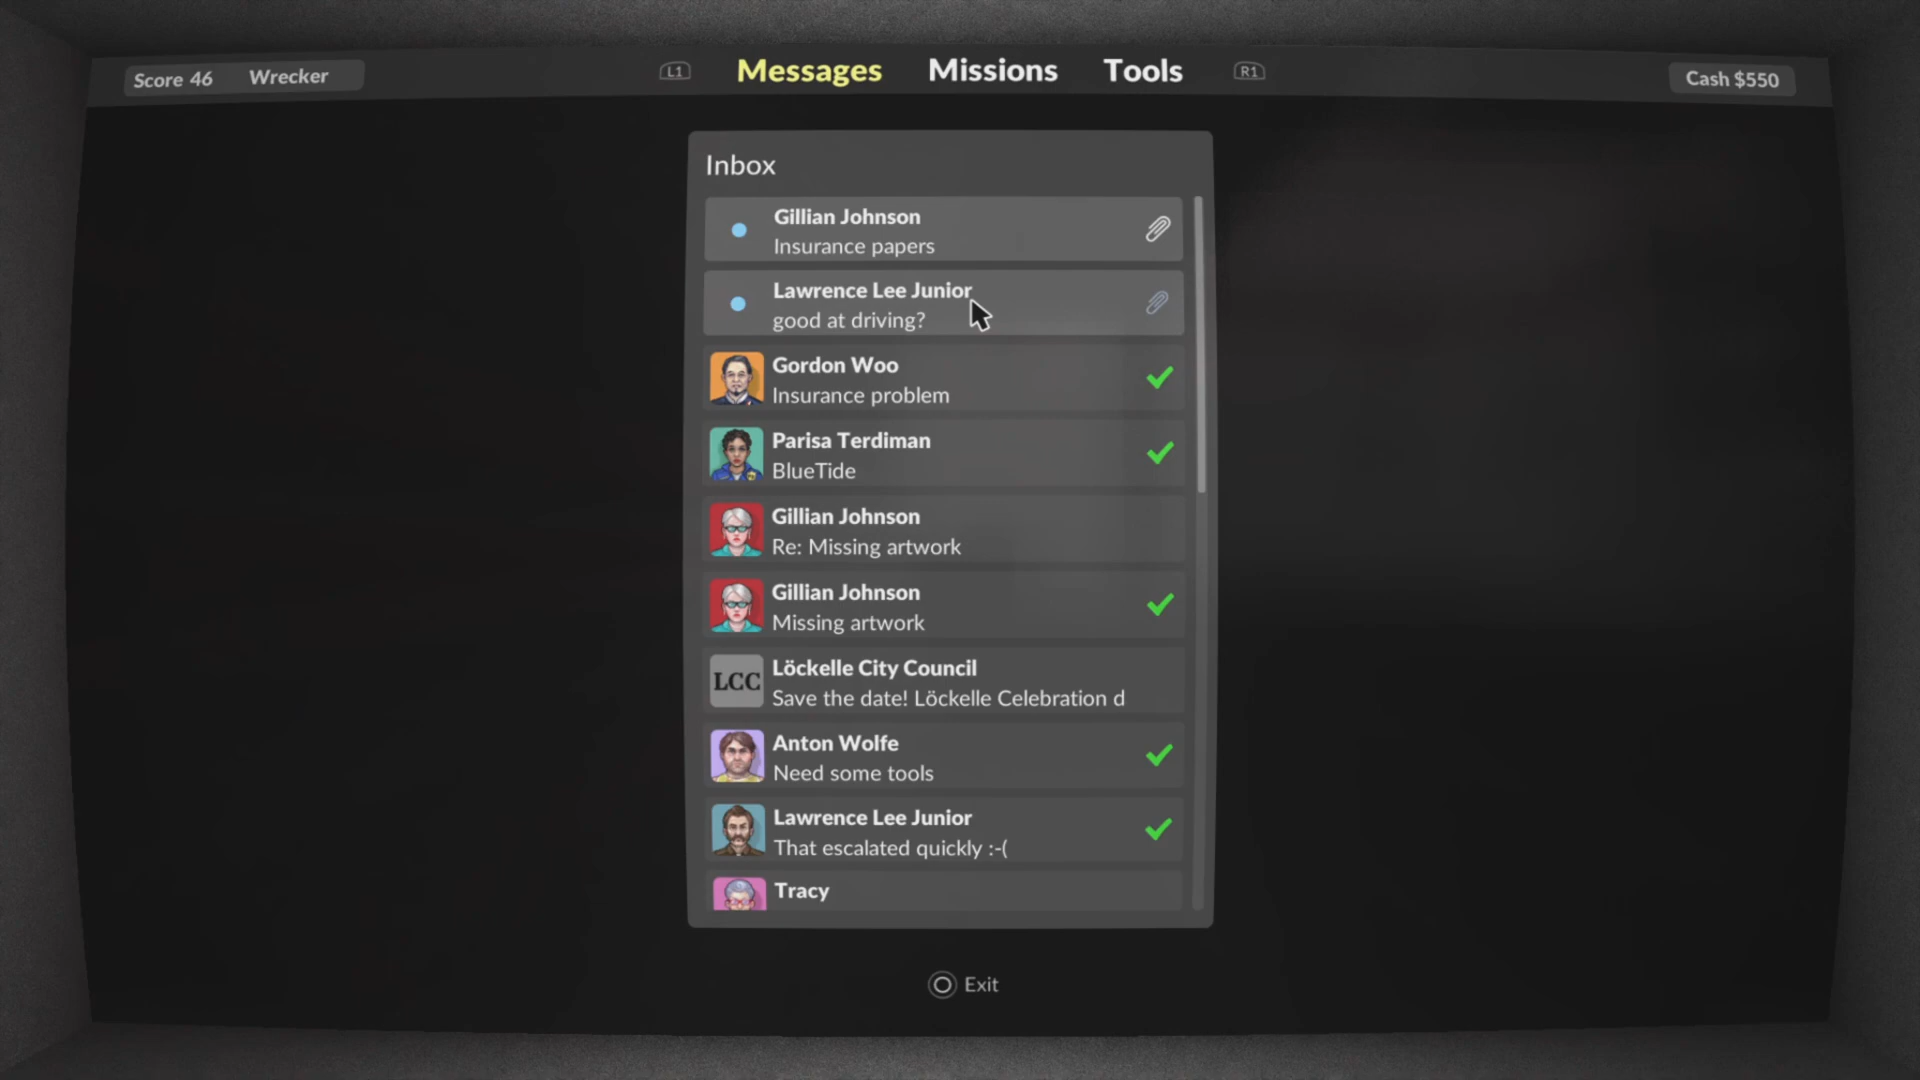 Score 46 Wrecker
L1 Messages Missions Tools R1
Cash $550
Inbox
Gillian Johnson
Insurance papers
Lawrence Lee Junior
good at driving?
Gordon Woo
Insurance problem
Parisa Terdiman
BlueTide
Gillian Johnson
Re: Missing artwork
Gillian Johnson
Missing artwork
LCC
Löckelle City Council
Save the date! Löckelle Celebration d
Anton Wolfe
Need some tools
Lawrence Lee Junior
That escalated quickly :-(
Tracy
Exit